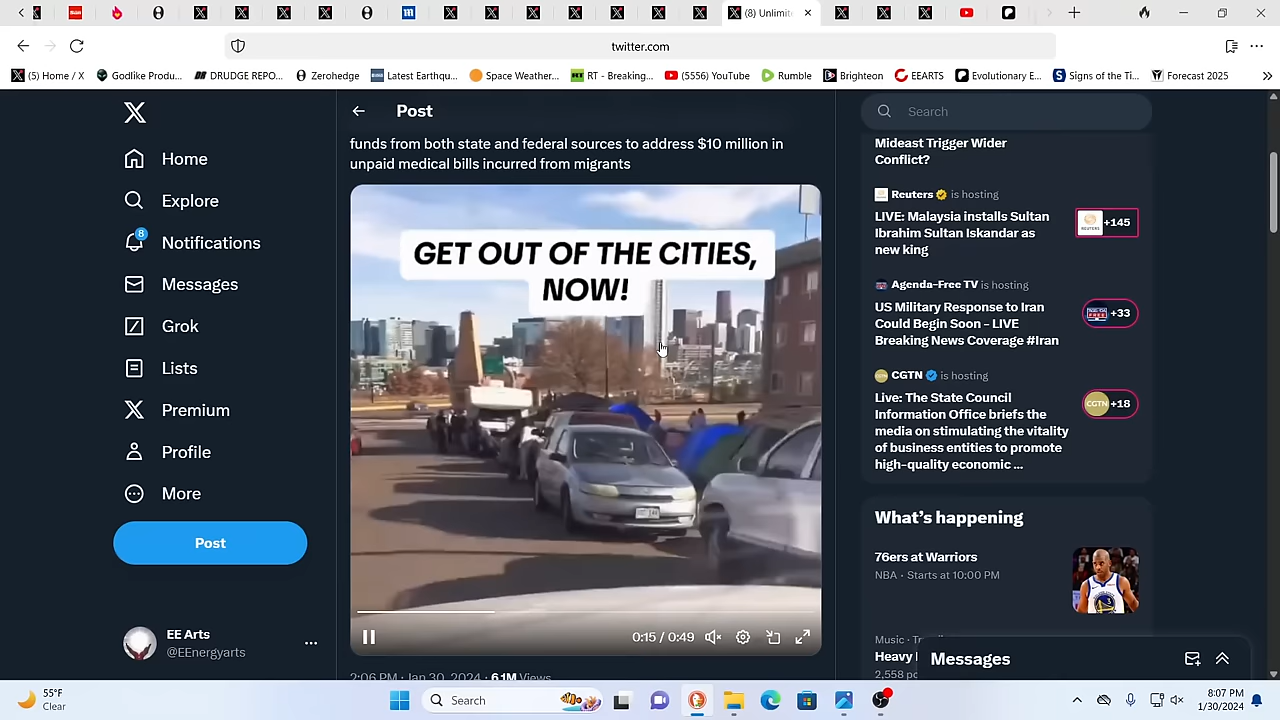 (8) Unlimit
twitter.com
(5) Home / X
Godlike Produ...
DRUDGE REPO...
Zerohedge
Latest Earthqu...
Space Weather...
RT - Breaking...
(5556) YouTube
Rumble
Brighteon
EEARTS
Evolutionary E...
Signs of the Ti...
Forecast 2025
Home
Explore
8
Notifications
Messages
Grok
Lists
Premium
Profile
More
Post
EE Arts
@EEnergyarts
Post
funds from both state and federal sources to address $10 million in
unpaid medical bills incurred from migrants
GET OUT OF THE CITIES,
NOW!
0:15 / 0:49
2:06 PM · Jan 30, 2024 · 6.1M Views
Search
Mideast Trigger Wider
Conflict?
Reuters is hosting
LIVE: Malaysia installs Sultan
Ibrahim Sultan Iskandar as
new king
+145
Agenda-Free TV is hosting
US Military Response to Iran
Could Begin Soon - LIVE
Breaking News Coverage #Iran
+33
CGTN is hosting
Live: The State Council
Information Office briefs the
media on stimulating the vitality
of business entities to promote
high-quality economic ...
CGTN +18
What's happening
76ers at Warriors
NBA · Starts at 10:00 PM
Music ·
Heavy
2,558
Messages
55°F
Clear
Search
8:07 PM
1/30/2024